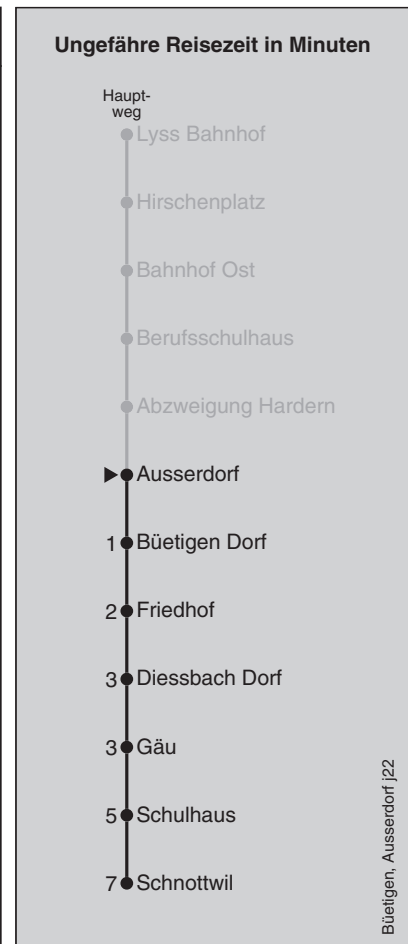 Ungefähre Reisezeit in Minuten
Haupt-
weg
Lyss Bahnhof
Hirschenplatz
Bahnhof Ost
Berufsschulhaus
Abzweigung Hardern
Ausserdorf
1 Büetigen Dorf
2 Friedhof
3 Diessbach Dorf
3 Gäu
5 Schulhaus
7 Schnottwil
Büetigen, Ausserdorf j22